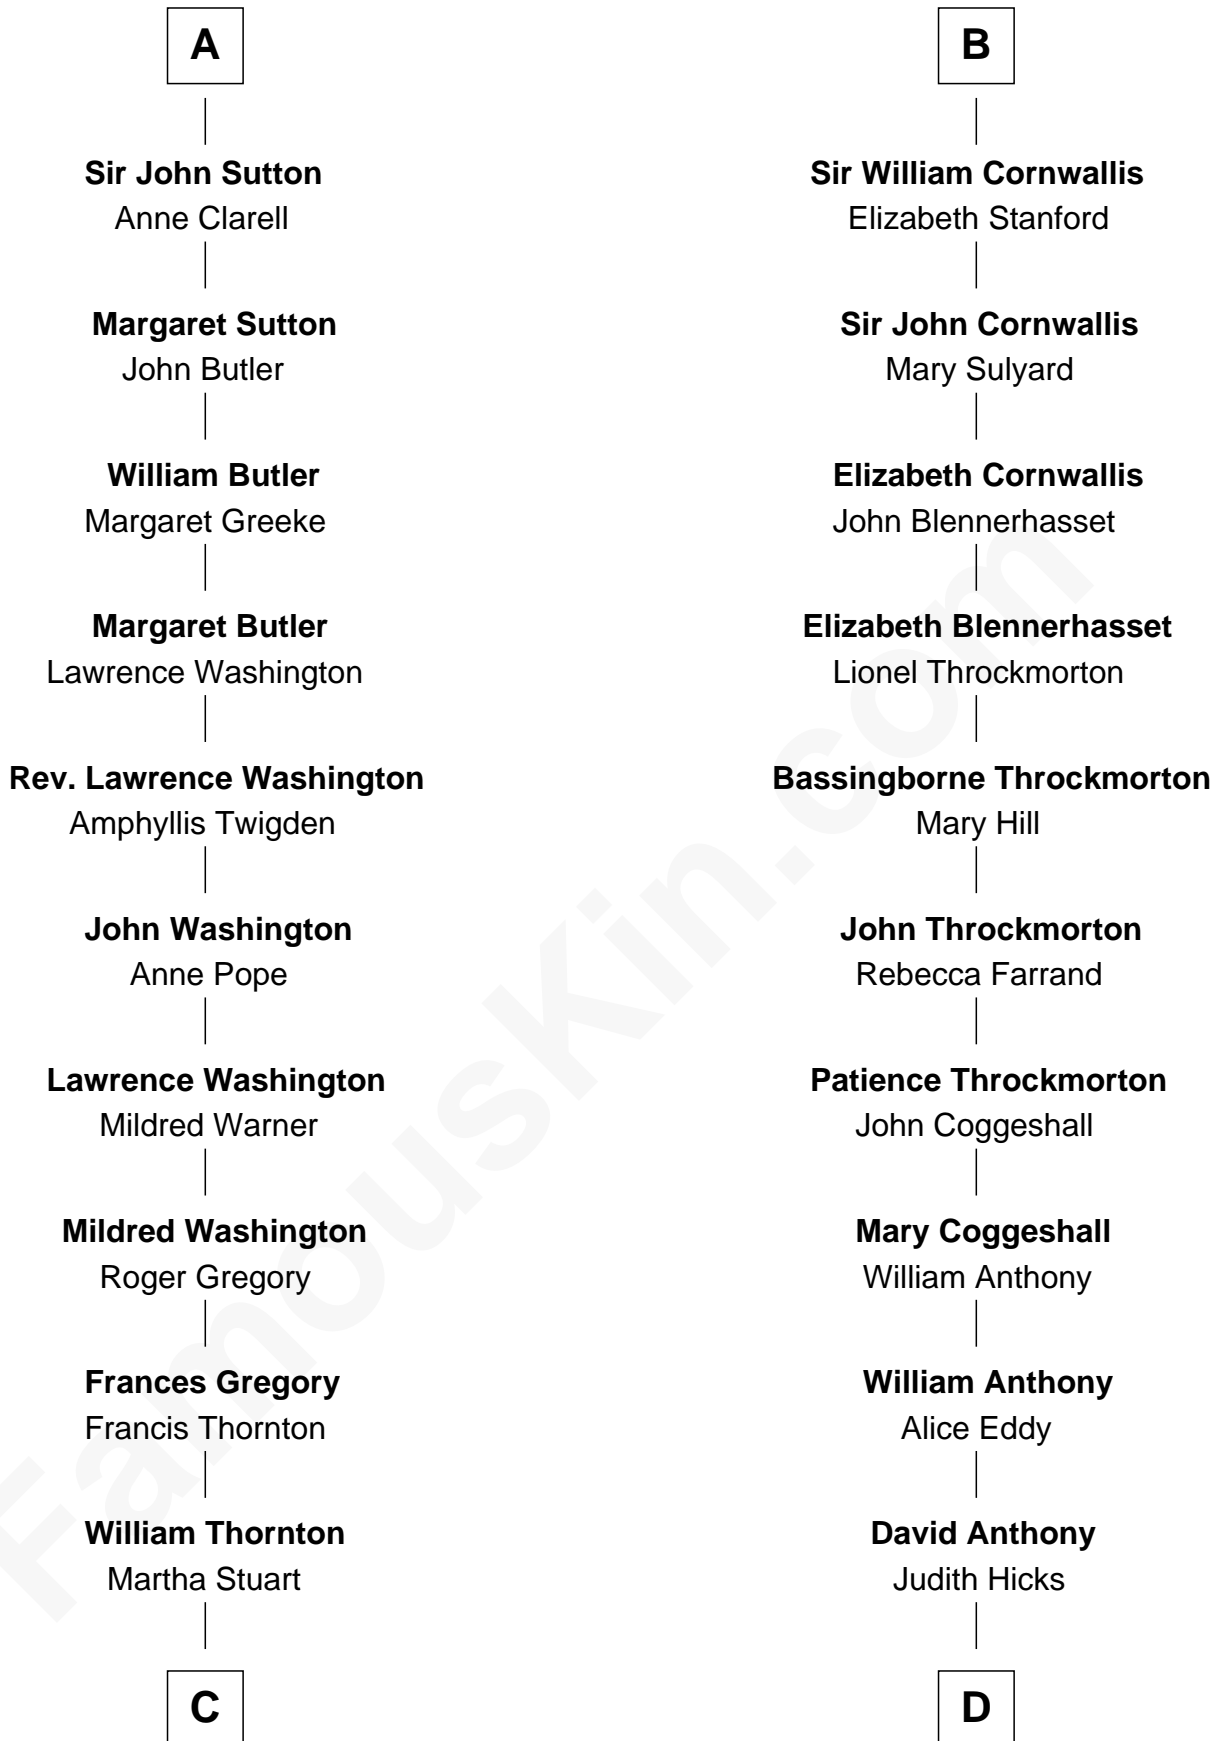 A
Sir John Sutton
Anne Clarell
Margaret Sutton
John Butler
William Butler
Margaret Greeke
Margaret Butler
Lawrence Washington
Rev. Lawrence Washington
Amphyllis Twigden
John Washington
Anne Pope
Lawrence Washington
Mildred Warner
Mildred Washington
Roger Gregory
Frances Gregory
Francis Thornton
William Thornton
Martha Stuart
C
B
Sir William Cornwallis
Elizabeth Stanford
Sir John Cornwallis
Mary Sulyard
Elizabeth Cornwallis
John Blennerhasset
Elizabeth Blennerhasset
Lionel Throckmorton
Bassingborne Throckmorton
Mary Hill
John Throckmorton
Rebecca Farrand
Patience Throckmorton
John Coggeshall
Mary Coggeshall
William Anthony
William Anthony
Alice Eddy
David Anthony
Judith Hicks
D
FamousKin.com